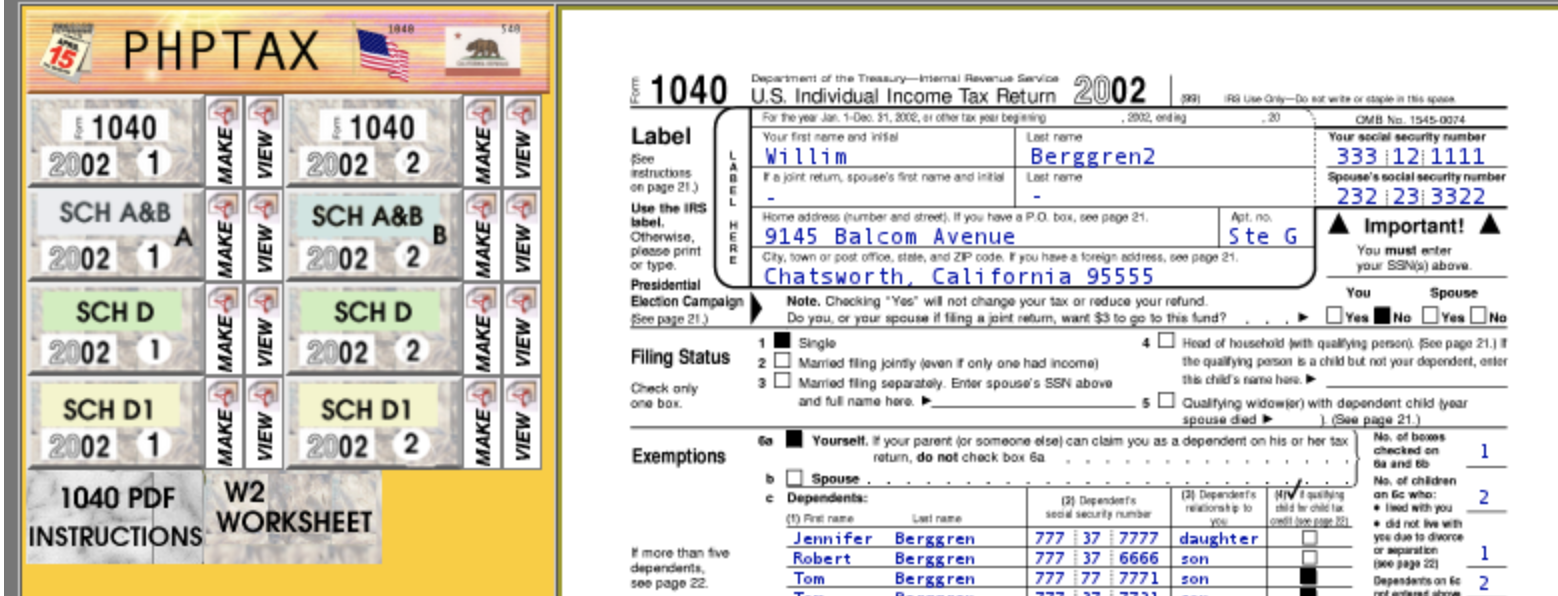 APRIL
15
PHPTAX
1040
540
Form 1040
2002 1
MAKE
VIEW
Form 1040
2002 2
MAKE
VIEW
SCH A&B
A
2002 1
MAKE
VIEW
SCH A&B
B
2002 2
MAKE
VIEW
SCH D
2002 1
MAKE
VIEW
SCH D
2002 2
MAKE
VIEW
SCH D1
2002 1
MAKE
VIEW
SCH D1
2002 2
MAKE
VIEW
1040 PDF
INSTRUCTIONS
W2
WORKSHEET
Form 1040
Department of the Treasury—Internal Revenue Service
U.S. Individual Income Tax Return 2002
(99) IRS Use Only—Do not write or staple in this space.
For the year Jan. 1-Dec. 31, 2002, or other tax year beginning , 2002, ending , 20
OMB No. 1545-0074
Label
(See
instructions
on page 21.)
Use the IRS
label.
Otherwise,
please print
or type.
LABEL HERE
Your first name and initial Last name
Willim Berggren2
Your social security number
333 12 1111
If a joint return, spouse's first name and initial Last name
- -
Spouse's social security number
232 23 3322
Home address (number and street). If you have a P.O. box, see page 21. Apt. no.
9145 Balcom Avenue Ste G
City, town or post office, state, and ZIP code. If you have a foreign address, see page 21.
Chatsworth, California 95555
▲ Important! ▲
You must enter
your SSN(s) above.
Presidential
Election Campaign
(See page 21.)
Note. Checking "Yes" will not change your tax or reduce your refund.
Do you, or your spouse if filing a joint return, want $3 to go to this fund? . . . ▶
You Spouse
Yes No Yes No
Filing Status
Check only
one box.
1 Single
2 Married filing jointly (even if only one had income)
3 Married filing separately. Enter spouse's SSN above
and full name here. ▶
4 Head of household (with qualifying person). (See page 21.) If
the qualifying person is a child but not your dependent, enter
this child's name here. ▶
5 Qualifying widow(er) with dependent child (year
spouse died ▶ ). (See page 21.)
Exemptions
6a Yourself. If your parent (or someone else) can claim you as a dependent on his or her tax
return, do not check box 6a
b Spouse
c Dependents:
(1) First name Last name
(2) Dependent's
social security number
(3) Dependent's
relationship to
you
(4) ✓ if qualifying
child for child tax
credit (see page 22)
Jennifer Berggren 777 37 7777 daughter
Robert Berggren 777 37 6666 son
Tom Berggren 777 77 7771 son
If more than five
dependents,
see page 22.
No. of boxes
checked on
6a and 6b 1
No. of children
on 6c who:
• lived with you 2
• did not live with
you due to divorce
or separation
(see page 22) 1
Dependents on 6c 2
not entered above